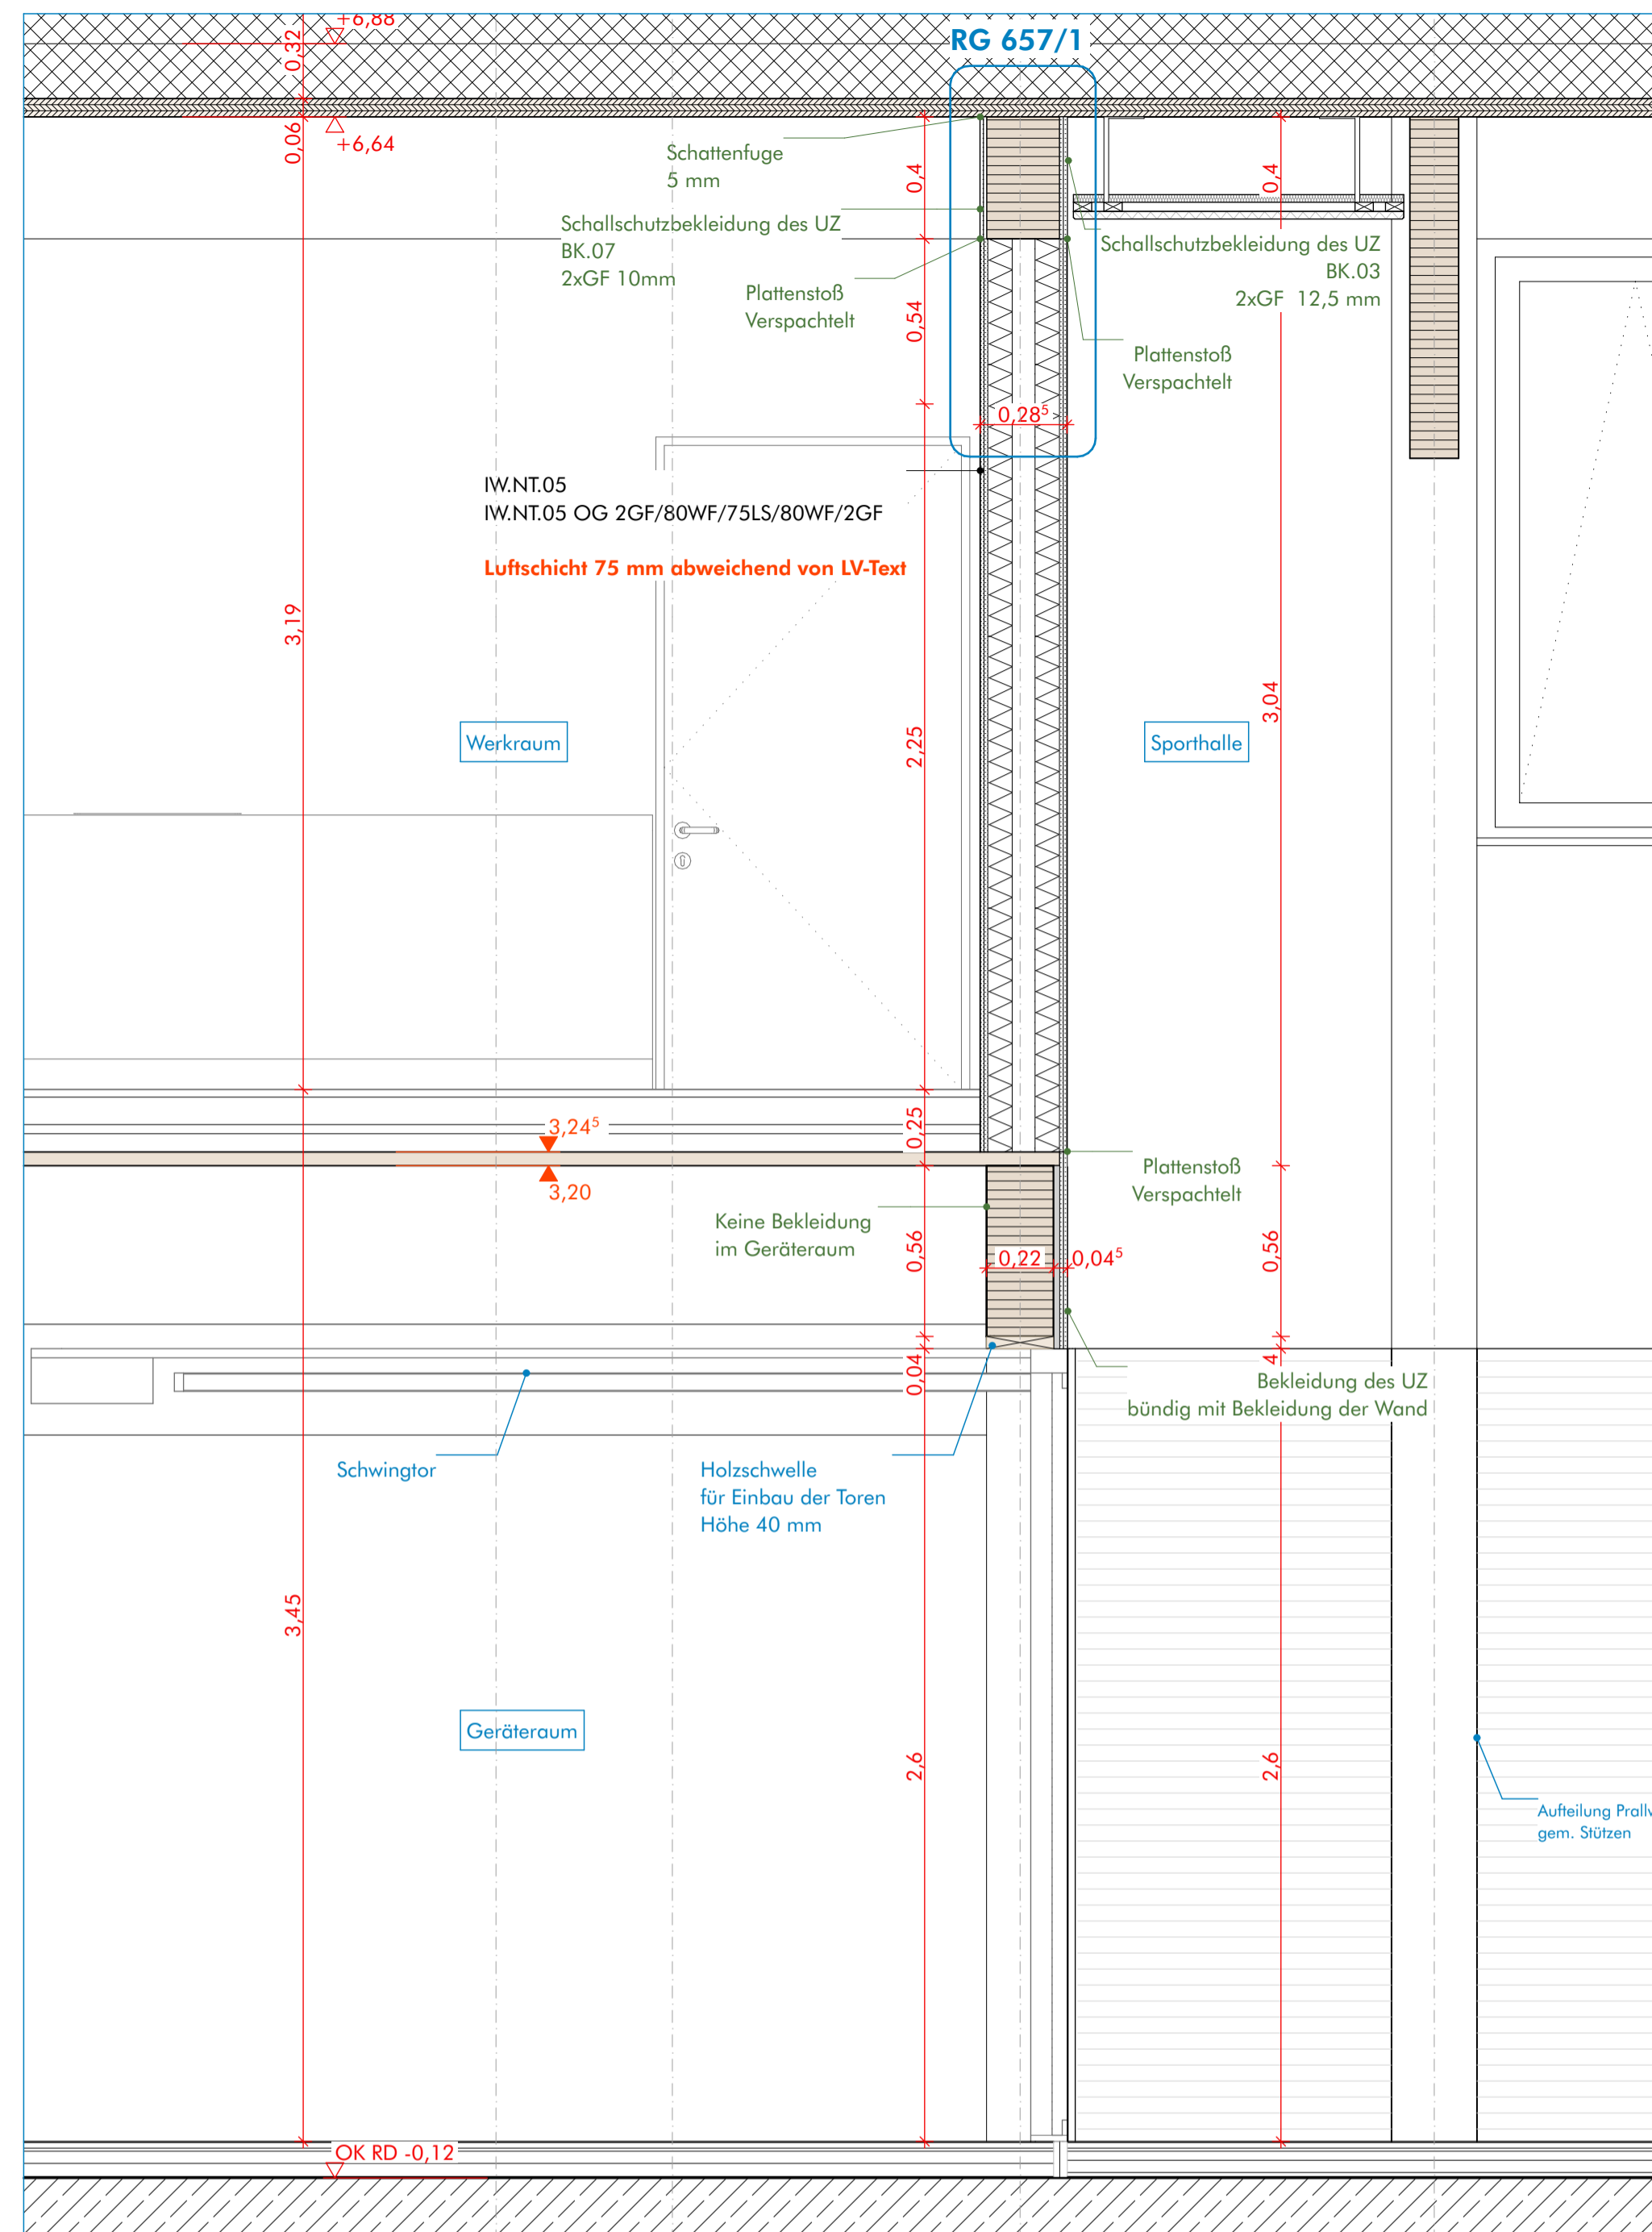 +6,88
RG 657/1
0,32
0,06
+6,64
Schattenfuge
5 mm
0,4
0,4
Schallschutzbekleidung des UZ
BK.07
2xGF 10mm
Schallschutzbekleidung des UZ
BK.03
2xGF 12,5 mm
Plattenstoß
Verspachtelt
0,54
Plattenstoß
Verspachtelt
0,28⁵
IW.NT.05
IW.NT.05 OG 2GF/80WF/75LS/80WF/2GF
Luftschicht 75 mm abweichend von LV-Text
3,19
3,04
2,25
Werkraum
Sporthalle
0,25
3,24⁵
3,20
Plattenstoß
Verspachtelt
Keine Bekleidung
im Geräteraum
0,56
0,22
0,04⁵
0,56
0,04
4
Bekleidung des UZ
bündig mit Bekleidung der Wand
Schwingtor
Holzschwelle
für Einbau der Toren
Höhe 40 mm
3,45
Geräteraum
2,6
2,6
Aufteilung
gem. Stützen
OK RD -0,12